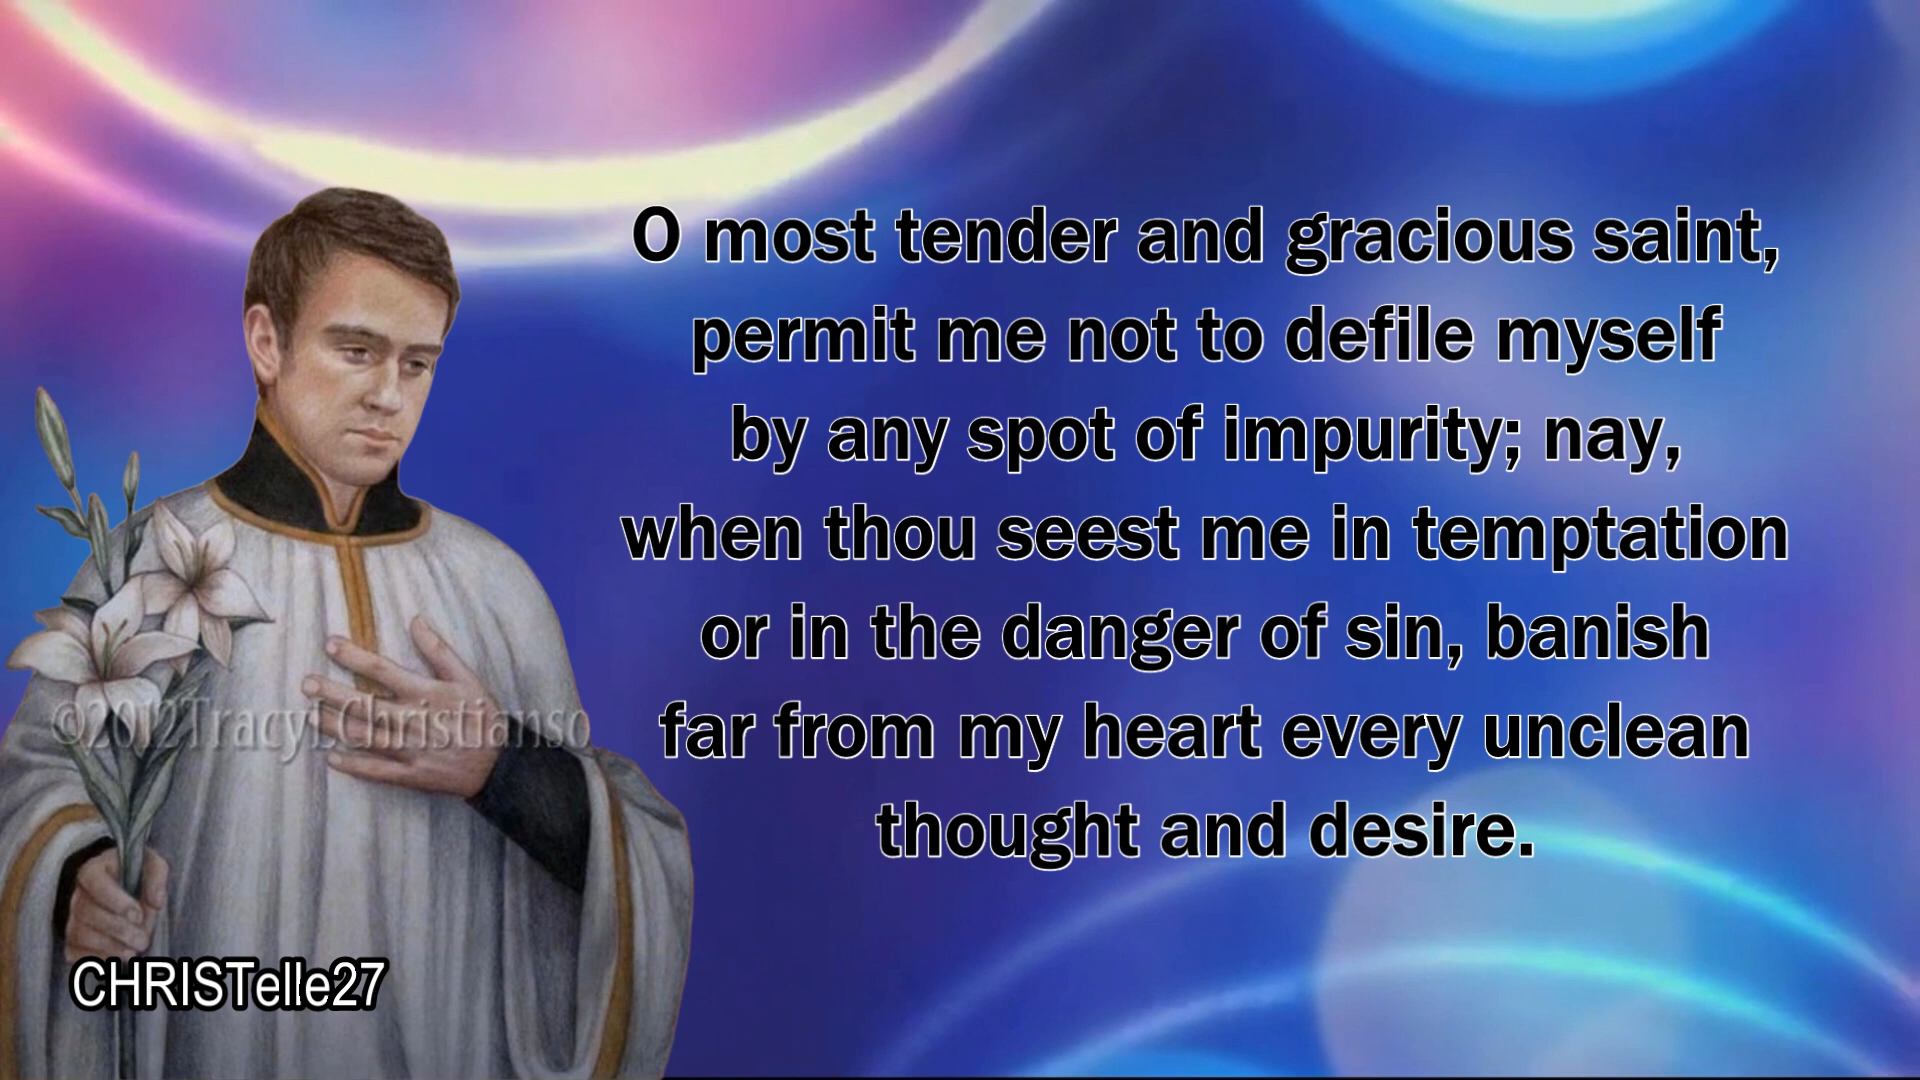 O most tender and gracious saint,
permit me not to defile myself
by any spot of impurity; nay,
when thou seest me in temptation
or in the danger of sin, banish
far from my heart every unclean
thought and desire.
©2012TracyLChristianso
CHRISTelle27